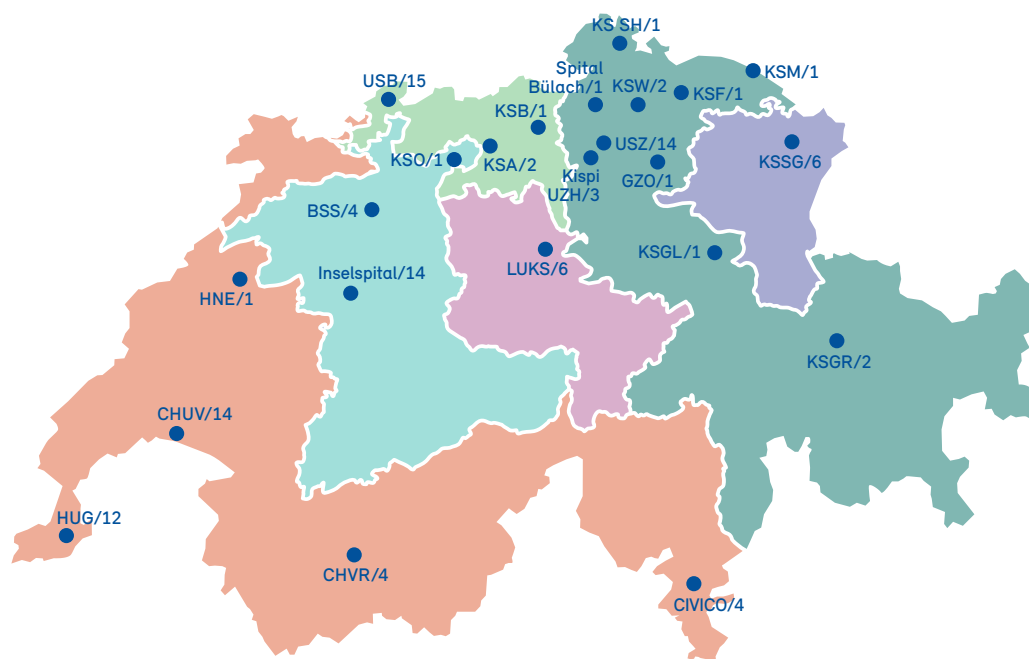 KS SH/1
Spital
Bülach/1
KSW/2
KSM/1
KSF/1
USB/15
KSB/1
KSO/1
KSA/2
USZ/14
Kispi
UZH/3
GZO/1
KSSG/6
BSS/4
KSGL/1
LUKS/6
Inselspital/14
HNE/1
KSGR/2
CHUV/14
HUG/12
CHVR/4
CIVICO/4